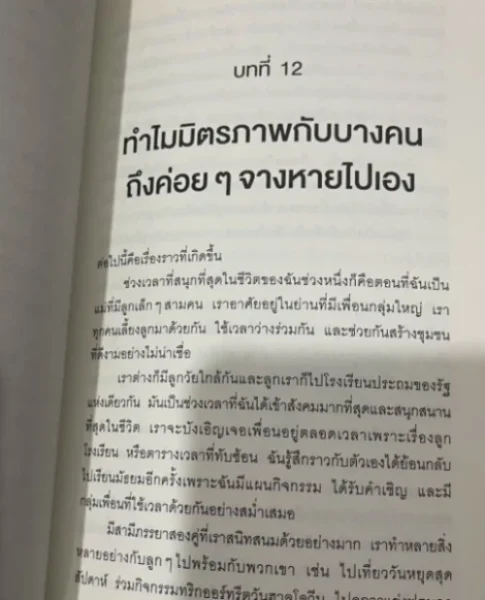 บทที่ 12
ทำไมมิตรภาพกับบางคน
ถึงค่อย ๆ จางหายไปเอง
ต่อไปนี้คือเรื่องราวที่เกิดขึ้น
ช่วงเวลาที่สนุกที่สุดในชีวิตของฉันช่วงหนึ่งก็คือตอนที่ฉันเป็น
แม่ที่มีลูกเล็ก ๆ สามคน เราอาศัยอยู่ในย่านที่มีเพื่อนกลุ่มใหญ่ เรา
ทุกคนเลี้ยงลูกมาด้วยกัน ใช้เวลาว่างร่วมกัน และช่วยกันสร้างชุมชน
ที่ดีงามอย่างไม่น่าเชื่อ
เราต่างก็มีลูกวัยใกล้กันและลูกเราก็ไปโรงเรียนประถมของรัฐ
แห่งเดียวกัน มันเป็นช่วงเวลาที่ฉันได้เข้าสังคมมากที่สุดและสนุกสนาน
ที่สุดในชีวิต เราจะบังเอิญเจอเพื่อนอยู่ตลอดเวลาเพราะเรื่องลูก
โรงเรียน หรือตารางเวลาที่ทับซ้อน ฉันรู้สึกราวกับตัวเองได้ย้อนกลับ
ไปเรียนมัธยมอีกครั้งเพราะฉันมีแผนกิจกรรม ได้รับคำเชิญ และมี
กลุ่มเพื่อนที่ใช้เวลาด้วยกันอย่างสม่ำเสมอ
มีสามีภรรยาสองคู่ที่เราสนิทสนมด้วยอย่างมาก เราทำหลายสิ่ง
หลายอย่างกับลูก ๆ ไปพร้อมกับพวกเขา เช่น ไปเที่ยววันหยุดสุด
สัปดาห์ ร่วมกิจกรรมทริกออร์ทรีตวันฮาโลวีน